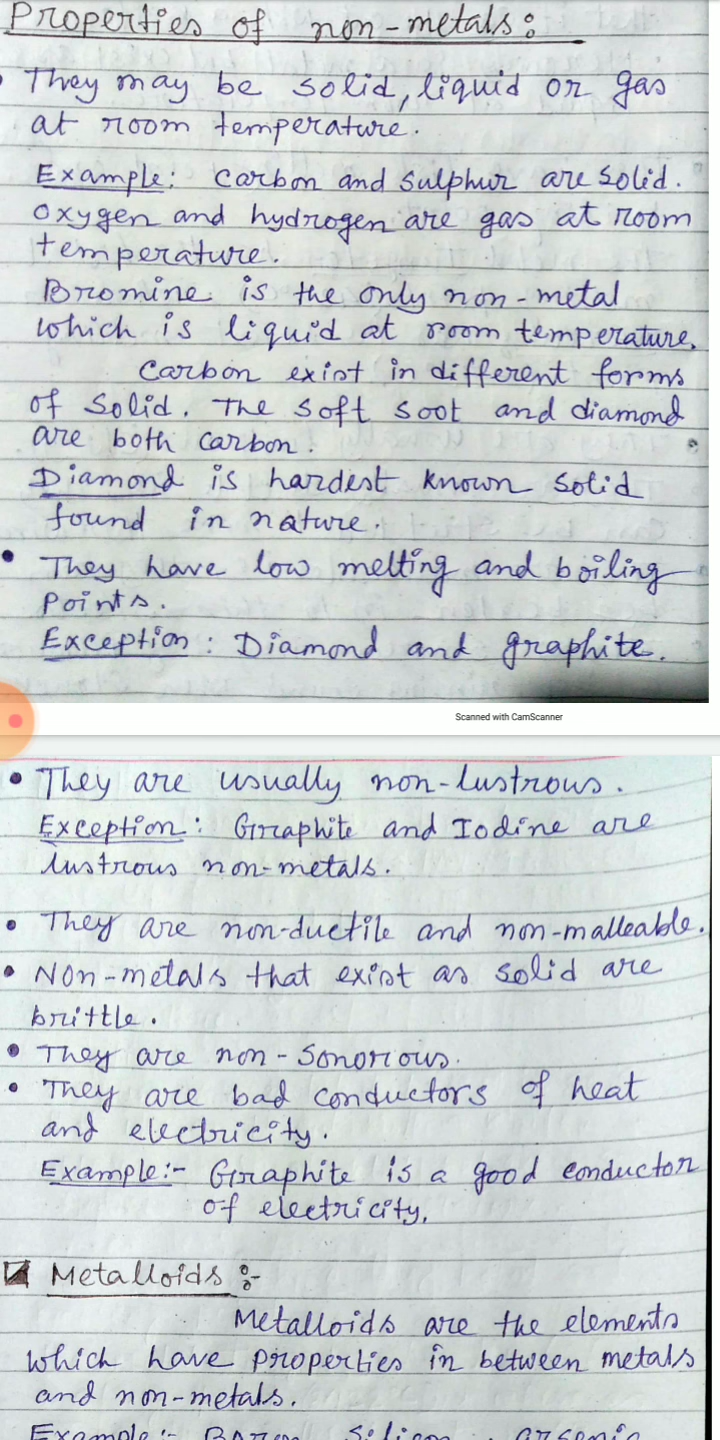 Properties of non-metals:
They may be solid, liquid or gas
at room temperature.
Example: Carbon and Sulphur are solid.
Oxygen and hydrogen are gas at room
temperature.
Bromine is the only non-metal
which is liquid at room temperature.
Carbon exist in different forms
of solid. The soft soot and diamond
are both carbon.
Diamond is hardest known solid
found in nature.
• They have low melting and boiling
points.
Exception: Diamond and graphite.
Scanned with CamScanner
• They are usually non-lustrous.
Exception: Graphite and Iodine are
lustrous non-metals.
• They are non-ductile and non-malleable.
• Non-metals that exist as solid are
brittle.
• They are non-sonorious.
• They are bad conductors of heat
and electricity.
Example:- Graphite is a good conductor
of electricity.
Metalloids :-
Metalloids are the elements
which have properties in between metals
and non-metals.
Example:- Boron, Silicon, arsenic